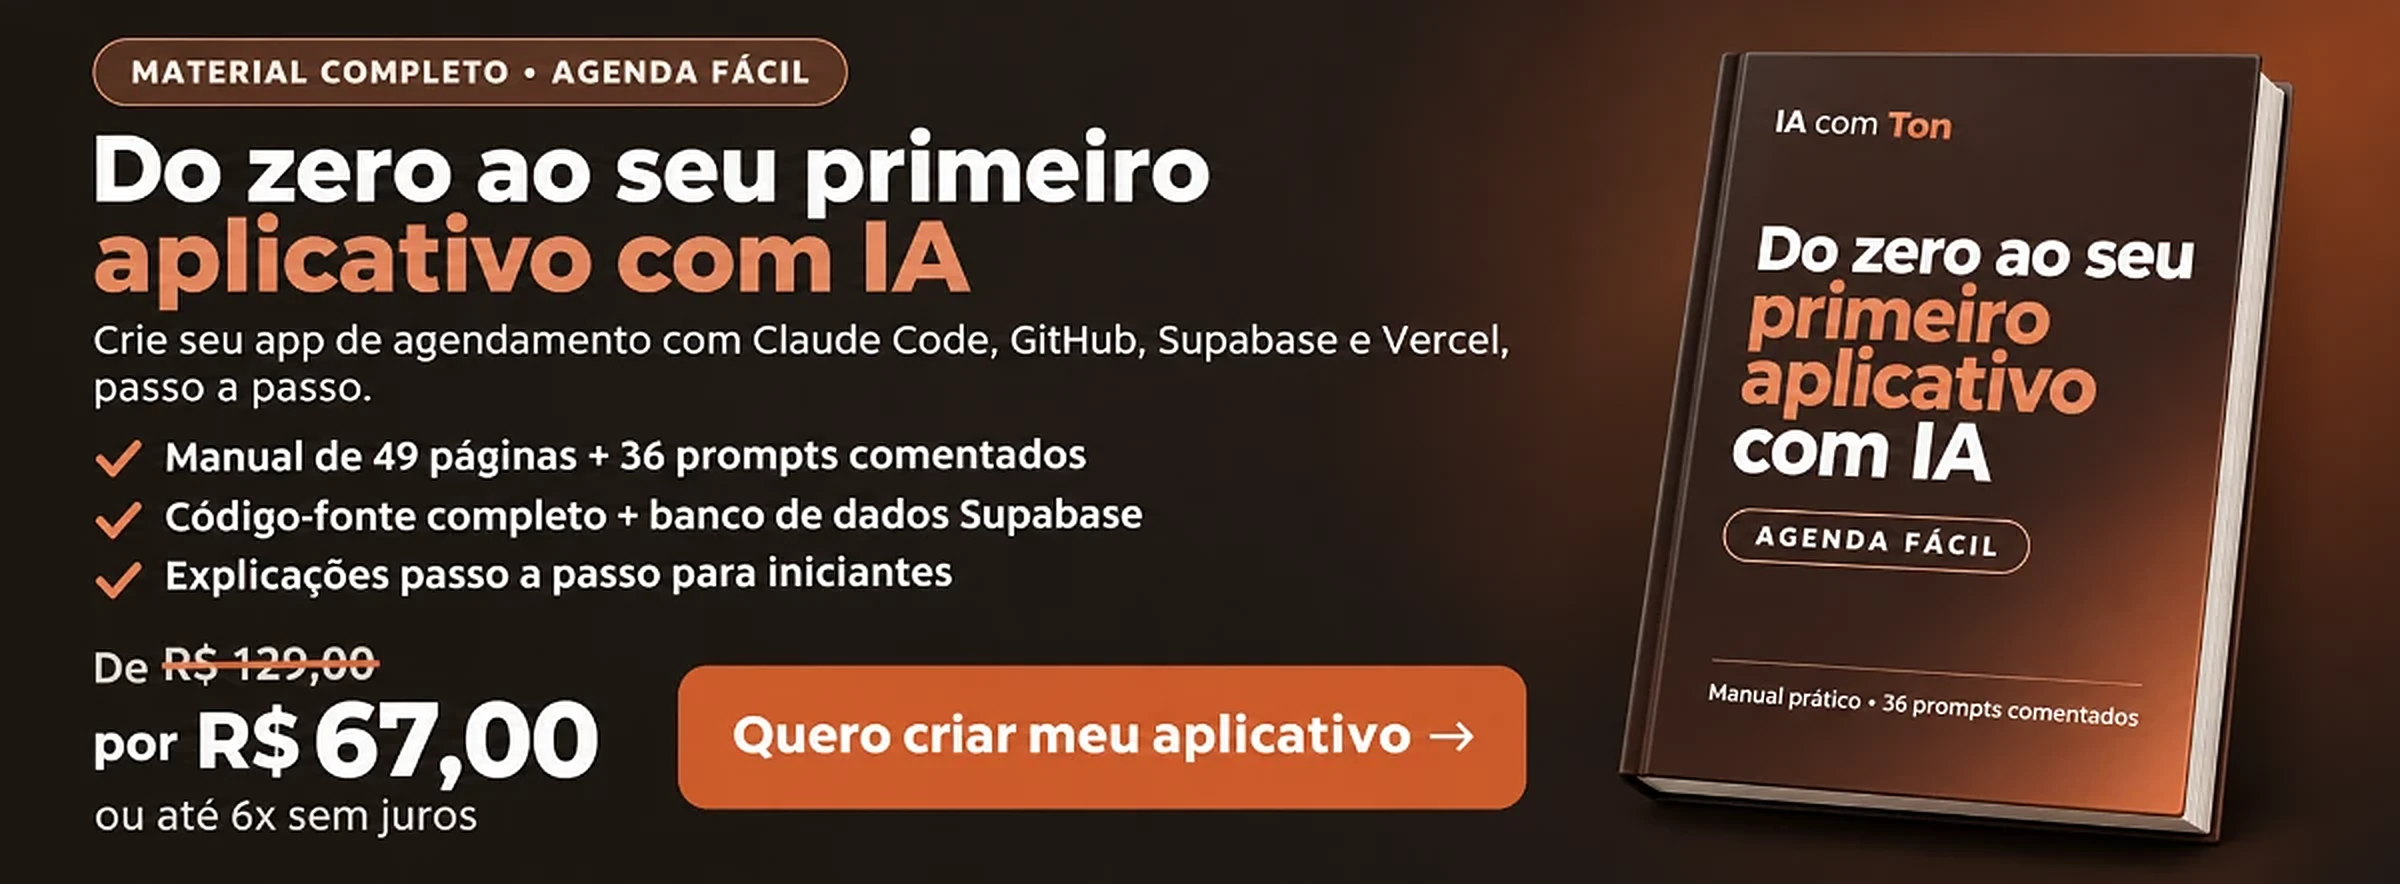 MATERIAL COMPLETO • AGENDA FÁCIL
Do zero ao seu primeiro
aplicativo com IA
Crie seu app de agendamento com Claude Code, GitHub, Supabase e Vercel,
passo a passo.
Manual de 49 páginas + 36 prompts comentados
Código-fonte completo + banco de dados Supabase
Explicações passo a passo para iniciantes
De R$ 129,00
por R$ 67,00
ou até 6x sem juros
Quero criar meu aplicativo →
IA com Ton
Do zero ao seu
primeiro
aplicativo
com IA
AGENDA FÁCIL
Manual prático • 36 prompts comentados